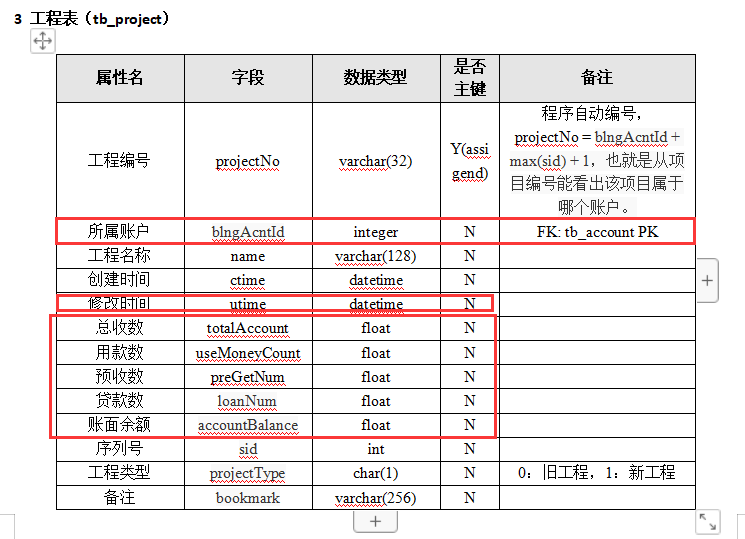 3 工程表（tb_project）
属性名 字段 数据类型 是否主键 备注
工程编号 projectNo varchar(32) Y(assigend) 程序自动编号，projectNo = blngAcntId + max(sid) + 1，也就是从项目编号能看出该项目属于哪个账户。
所属账户 blngAcntId integer N FK: tb_account PK
工程名称 name varchar(128) N
创建时间 ctime datetime N
修改时间 utime datetime N
总收数 totalAccount float N
用款数 useMoneyCount float N
预收数 preGetNum float N
贷款数 loanNum float N
账面余额 accountBalance float N
序列号 sid int N
工程类型 projectType char(1) N 0：旧工程，1：新工程
备注 bookmark varchar(256) N